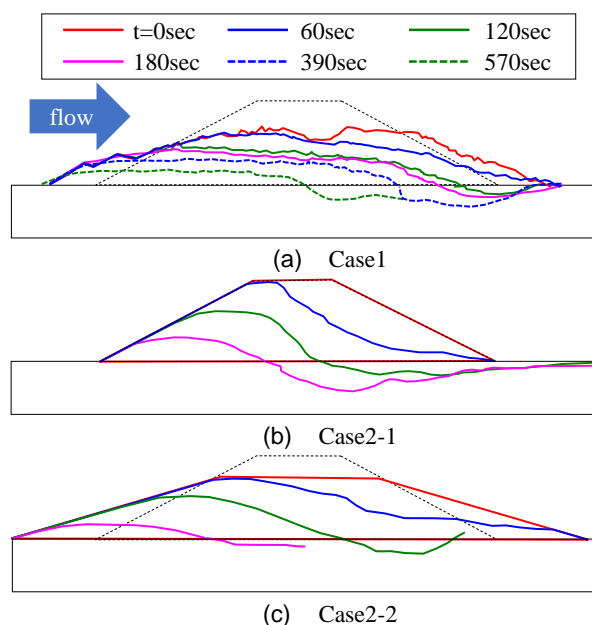 t=0sec 60sec 120sec
180sec 390sec 570sec
flow
(a) Case1
(b) Case2-1
(c) Case2-2